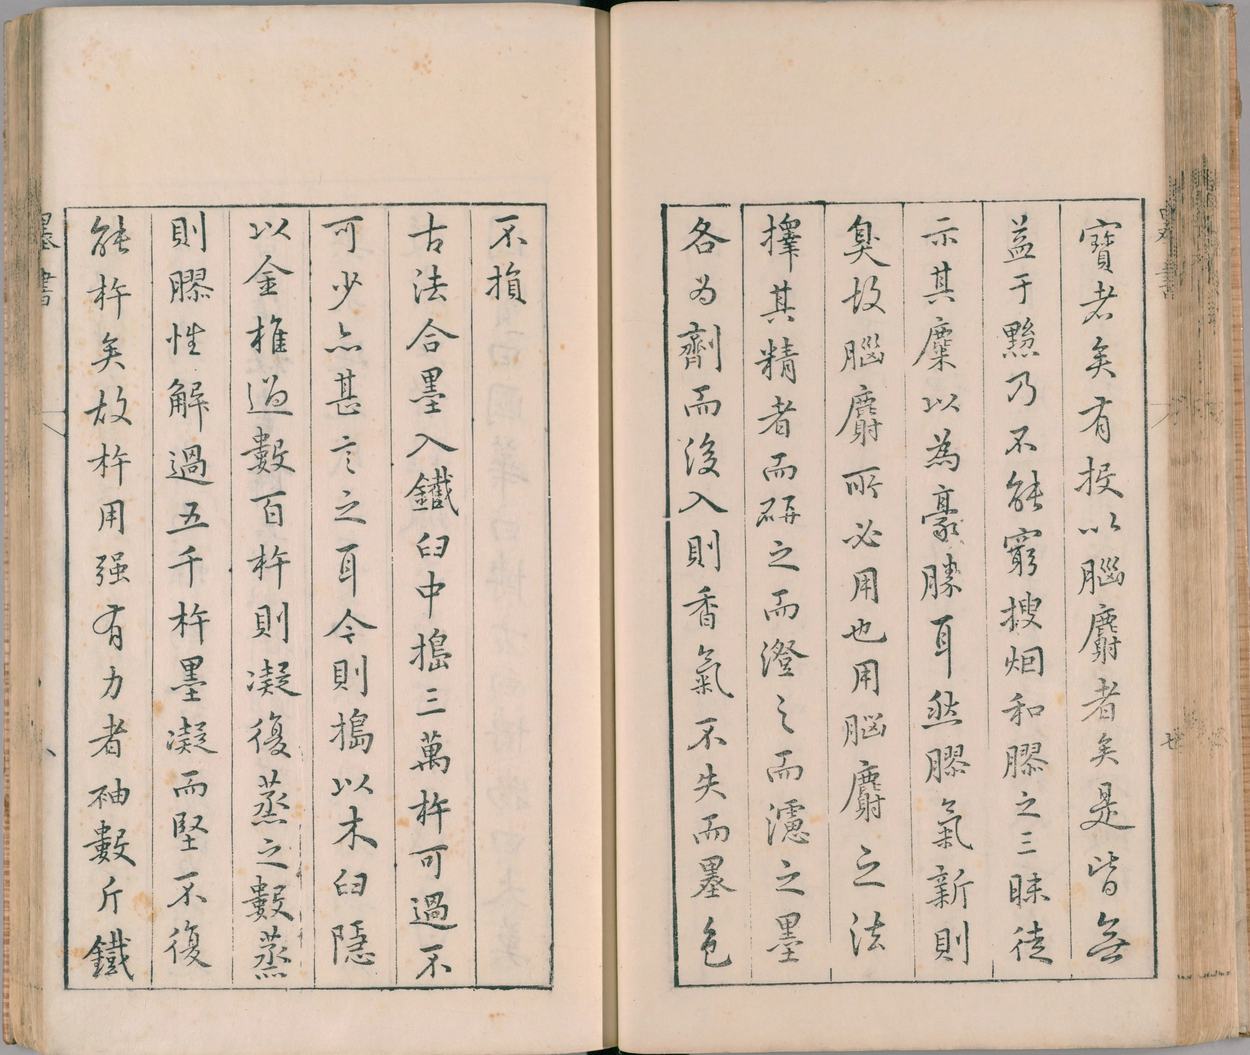 寶者矣有投以腦麝者矣是皆無
益于黟乃不能窮搜烟和膠之三昧徒
示其麋以為豪勝耳然膠氣新則
臭故腦麝所必用也用腦麝之法
擇其精者而研之而澄之而濾之墨
各為劑而後入則香氣不失而墨色
不損
古法合墨入鐵臼中搗三萬杵可過不
可少亦甚言之耳今則搗以木臼隱
以金椎過數百杵則凝復蒸之數蒸
則膠性解過五千杵墨凝而堅不復
能杵矣故杵用强有力者袖數斤鐵
墨書